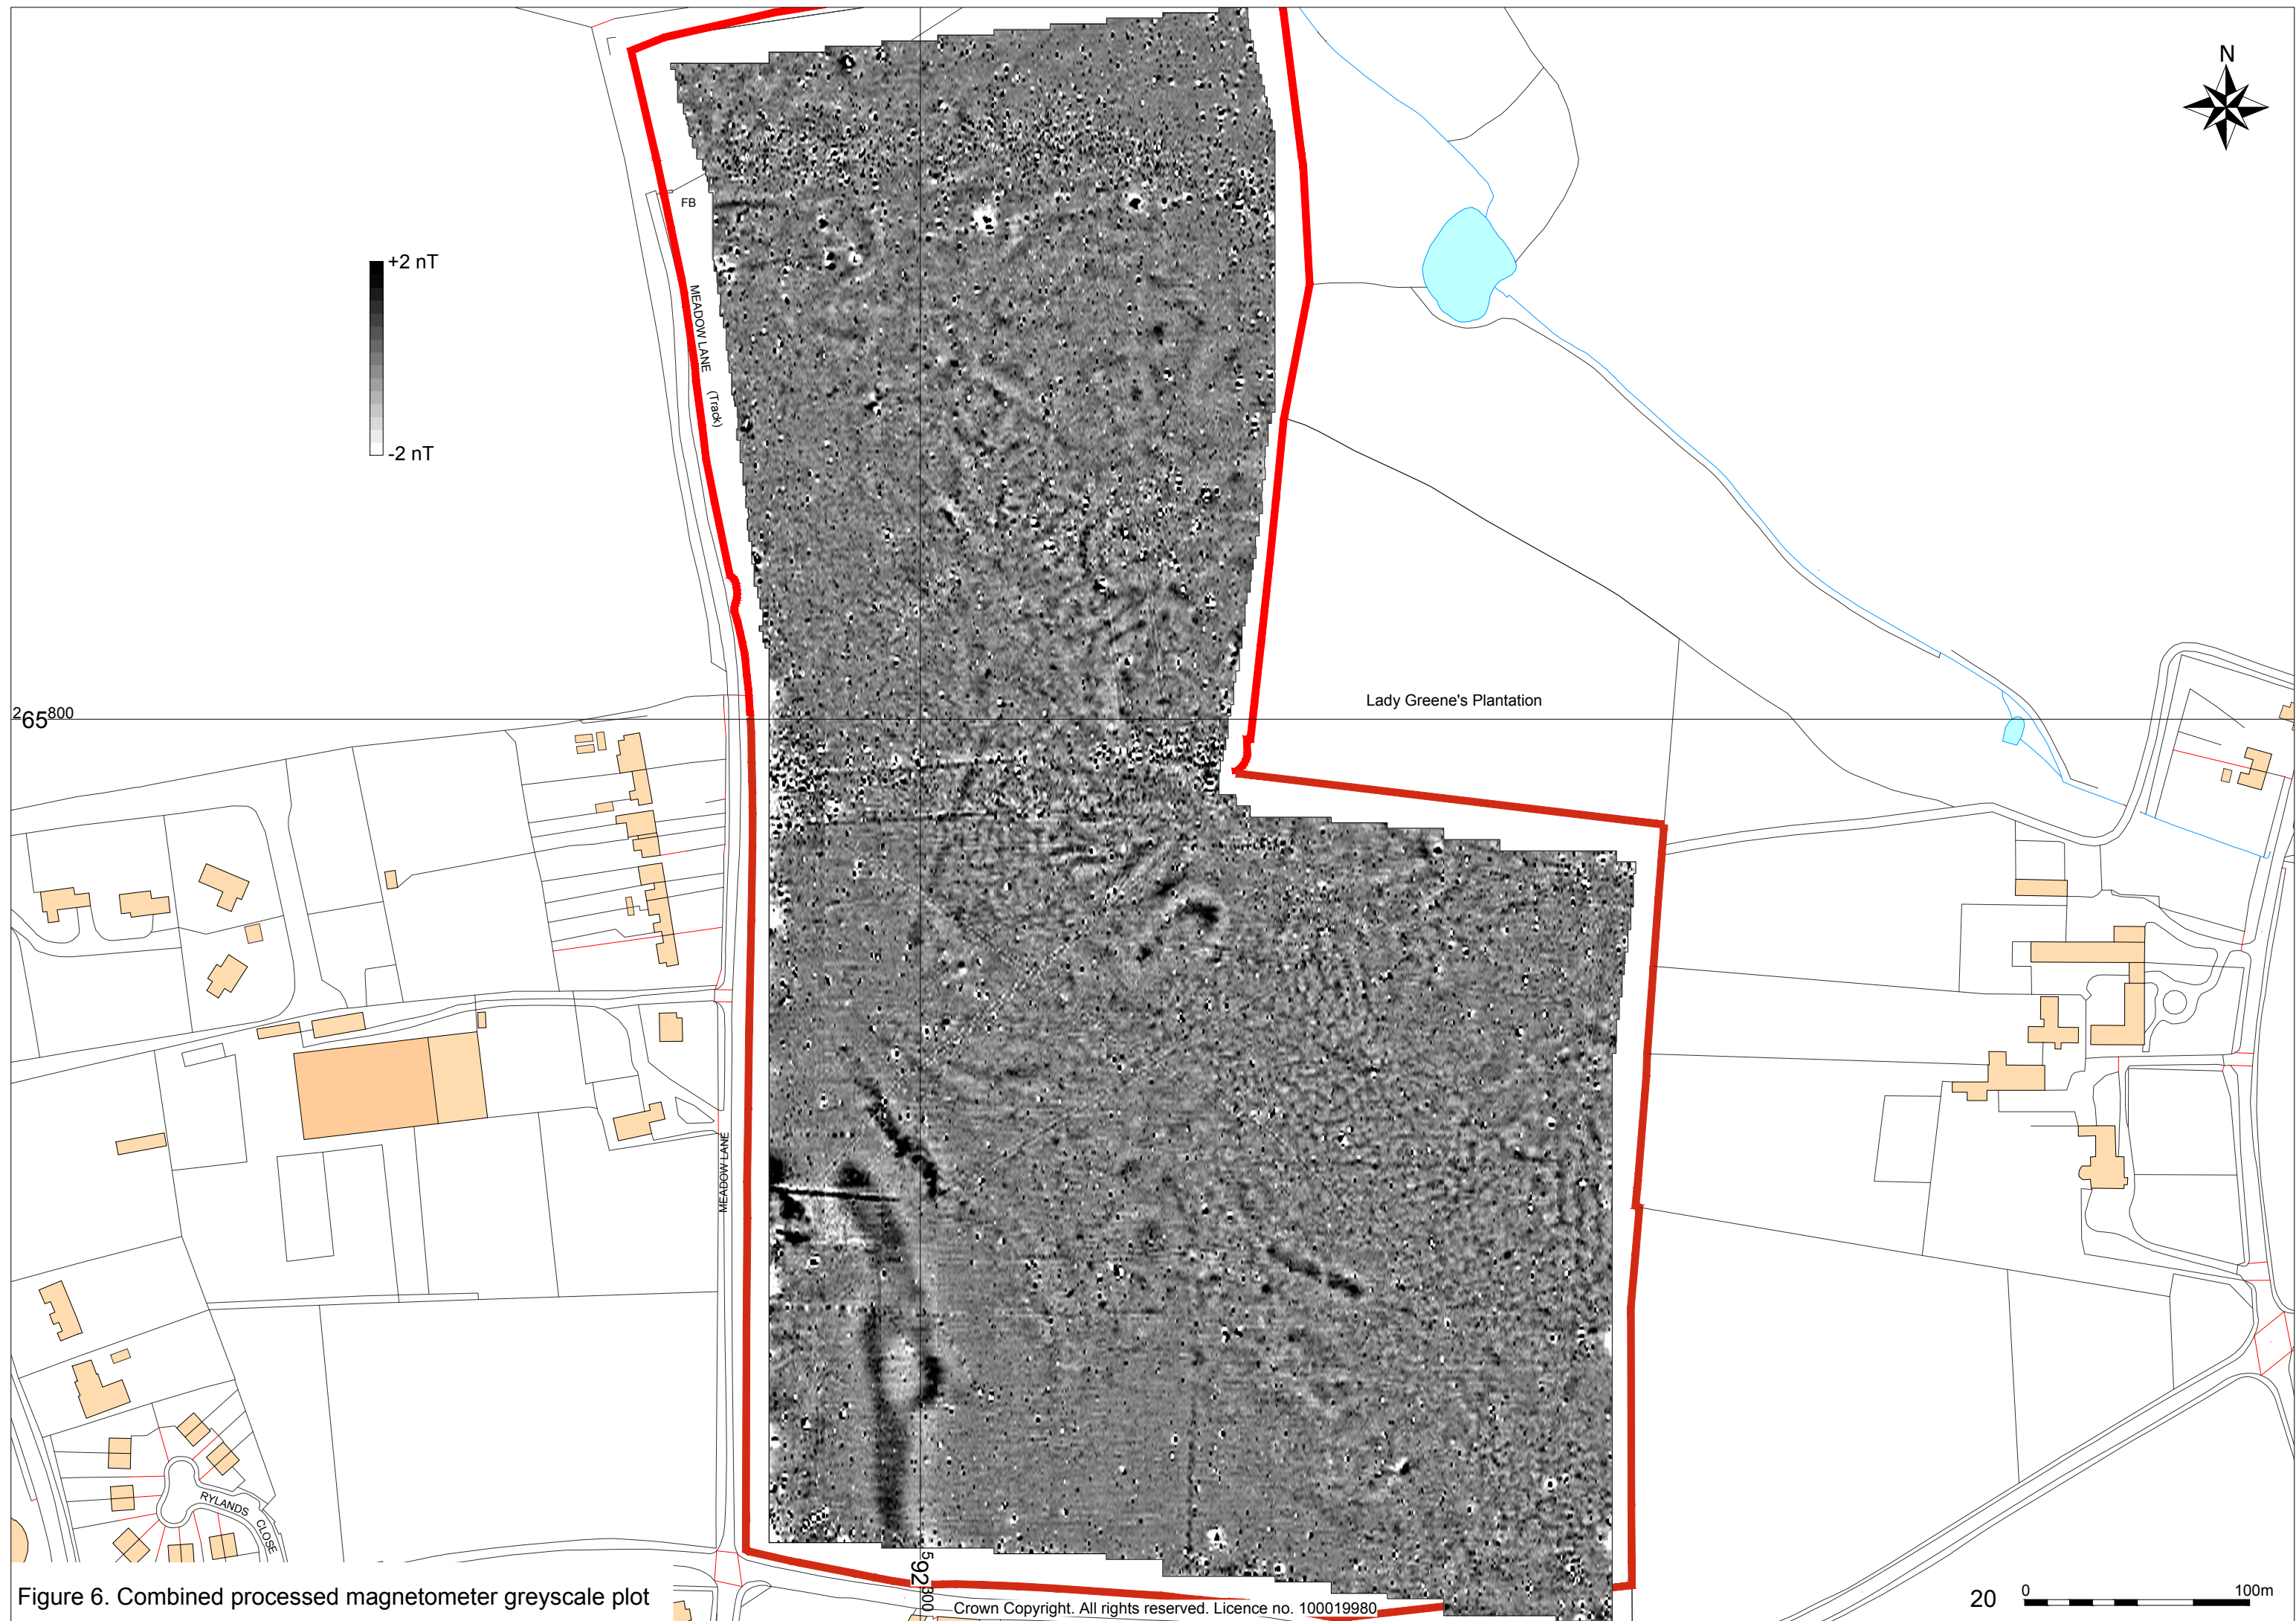 N
FB
+2 nT
MEADOW LANE
(Track)
-2 nT
Lady Greene's Plantation
265800
MEADOW LANE
RYLANDS CLOSE
592800
Figure 6. Combined processed magnetometer greyscale plot
Crown Copyright. All rights reserved. Licence no. 100019980
20
0
100m